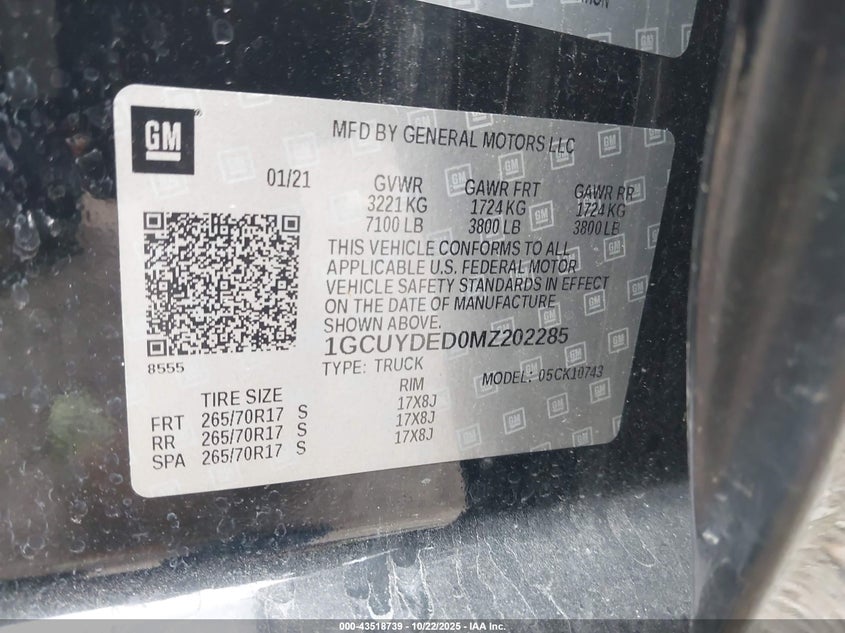 GM
MFD BY GENERAL MOTORS LLC
01/21
GVWR GAWR FRT GAWR RR
3221 KG 1724 KG 1724 KG
7100 LB 3800 LB 3800 LB
THIS VEHICLE CONFORMS TO ALL
APPLICABLE U.S. FEDERAL MOTOR
VEHICLE SAFETY STANDARDS IN EFFECT
ON THE DATE OF MANUFACTURE
SHOWN ABOVE.
1GCUYDED0MZ202285
8555
TYPE: TRUCK MODEL: 05CK10743
TIRE SIZE RIM
FRT 265/70R17 S 17X8J
RR 265/70R17 S 17X8J
SPA 265/70R17 S 17X8J
000-43518739 - 10/22/2025 - IAA Inc.